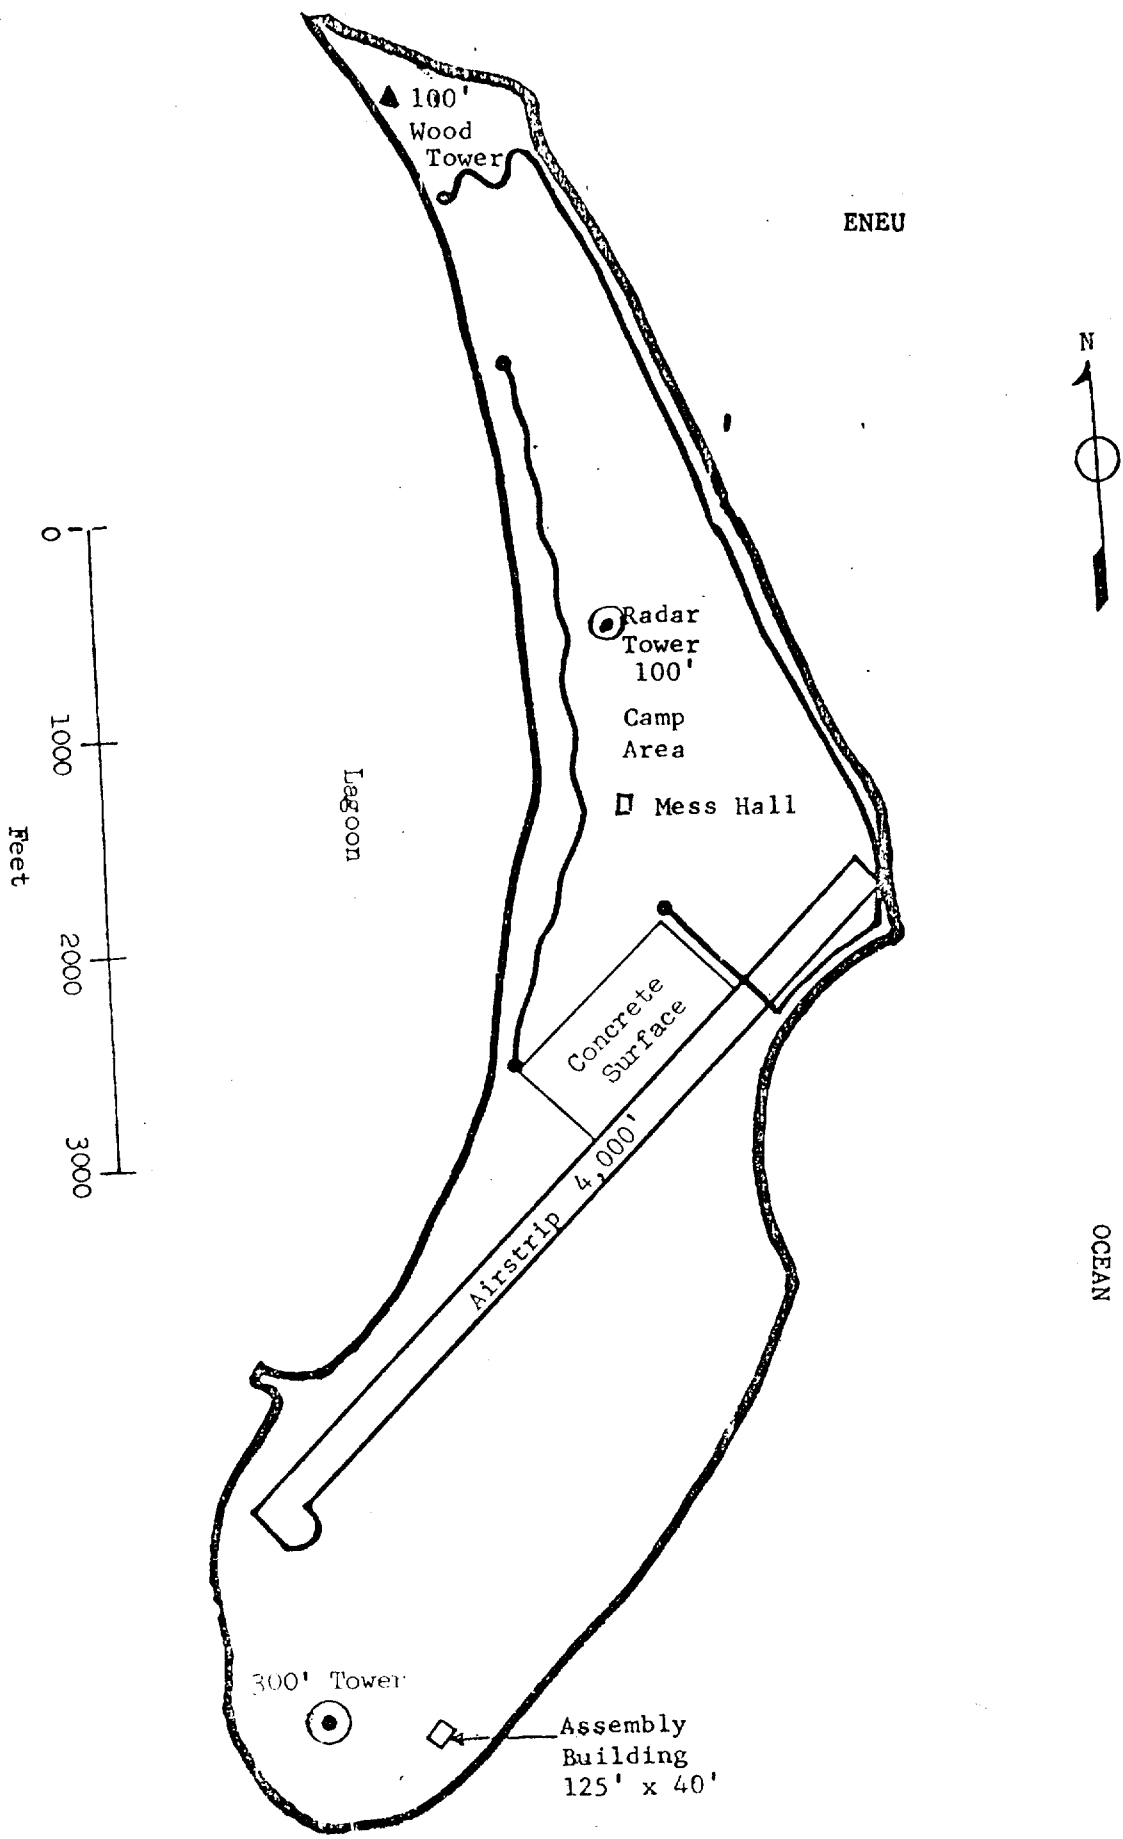 100'
Wood
Tower
ENEU
N
Radar
Tower
100'
Camp
Area
Mess Hall
Lagoon
0
1000
2000
3000
Feet
Concrete
Surface
Airstrip 4,000'
OCEAN
300' Tower
Assembly
Building
125' x 40'